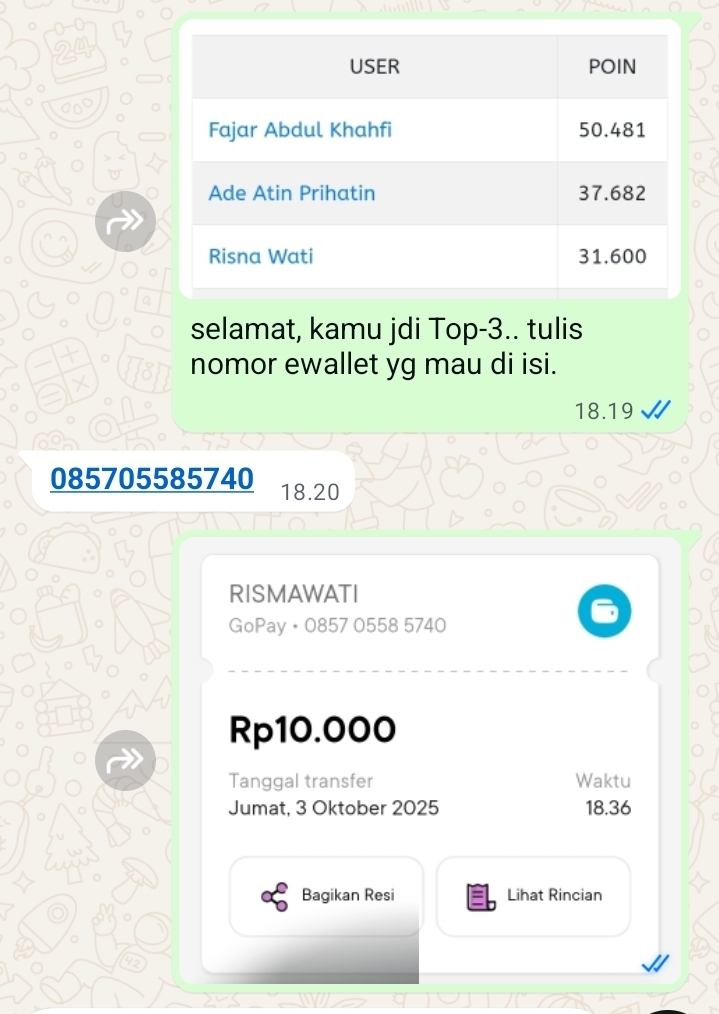 USER POIN
Fajar Abdul Khahfi 50.481
Ade Atin Prihatin 37.682
Risna Wati 31.600
selamat, kamu jdi Top-3.. tulis
nomor ewallet yg mau di isi.
18.19
085705585740 18.20
RISMAWATI
GoPay • 0857 0558 5740
Rp10.000
Tanggal transfer Waktu
Jumat, 3 Oktober 2025 18.36
Bagikan Resi Lihat Rincian